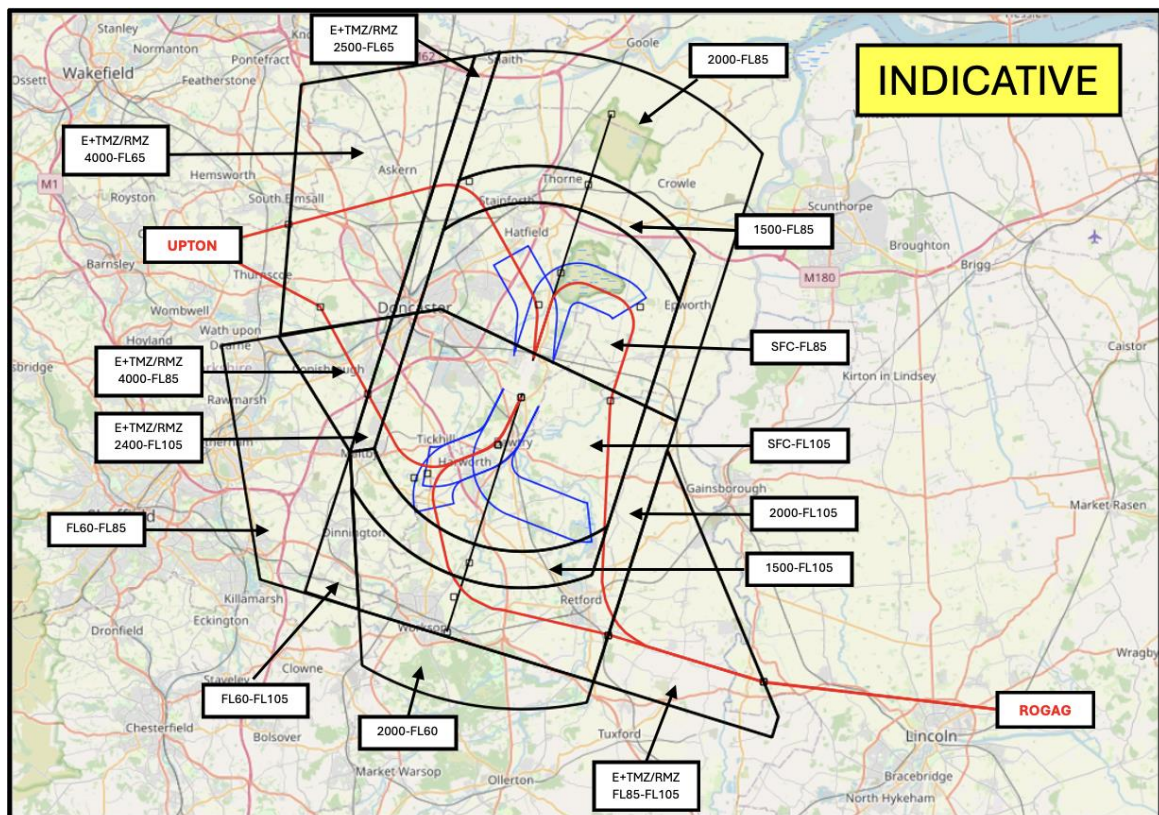 Stanley
Normanton
Pontefract
Wakefield
Featherstone
Ossett
M62
Snaith
Goole
Hessle
INDICATIVE
E+TMZ/RMZ
2500-FL65
2000-FL85
E+TMZ/RMZ
4000-FL65
M1
Hemsworth
Askern
Royston
South Elmsall
Thorne
Crowle
Stainforth
Scunthorpe
UPTON
Hatfield
1500-FL85
Broughton
Barnsley
Brigg
M180
Thurnscoe
Wombwell
Doncaster
Epworth
Wath upon
Dearne
Hoyland
SFC-FL85
Caistor
E+TMZ/RMZ
4000-FL85
Conisbrough
Kirton in Lindsey
Rawmarsh
E+TMZ/RMZ
2400-FL105
Tickhill
Bawtry
SFC-FL105
Maltby
Harworth
Gainsborough
Market Rasen
Sheffield
2000-FL105
FL60-FL85
Dinnington
1500-FL105
Killamarsh
Retford
Eckington
Dronfield
Worksop
Wragby
Clowne
Staveley
FL60-FL105
ROGAG
Chesterfield
Bolsover
2000-FL60
Tuxford
Lincoln
Market Warsop
Ollerton
E+TMZ/RMZ
FL85-FL105
Bracebridge
North Hykeham